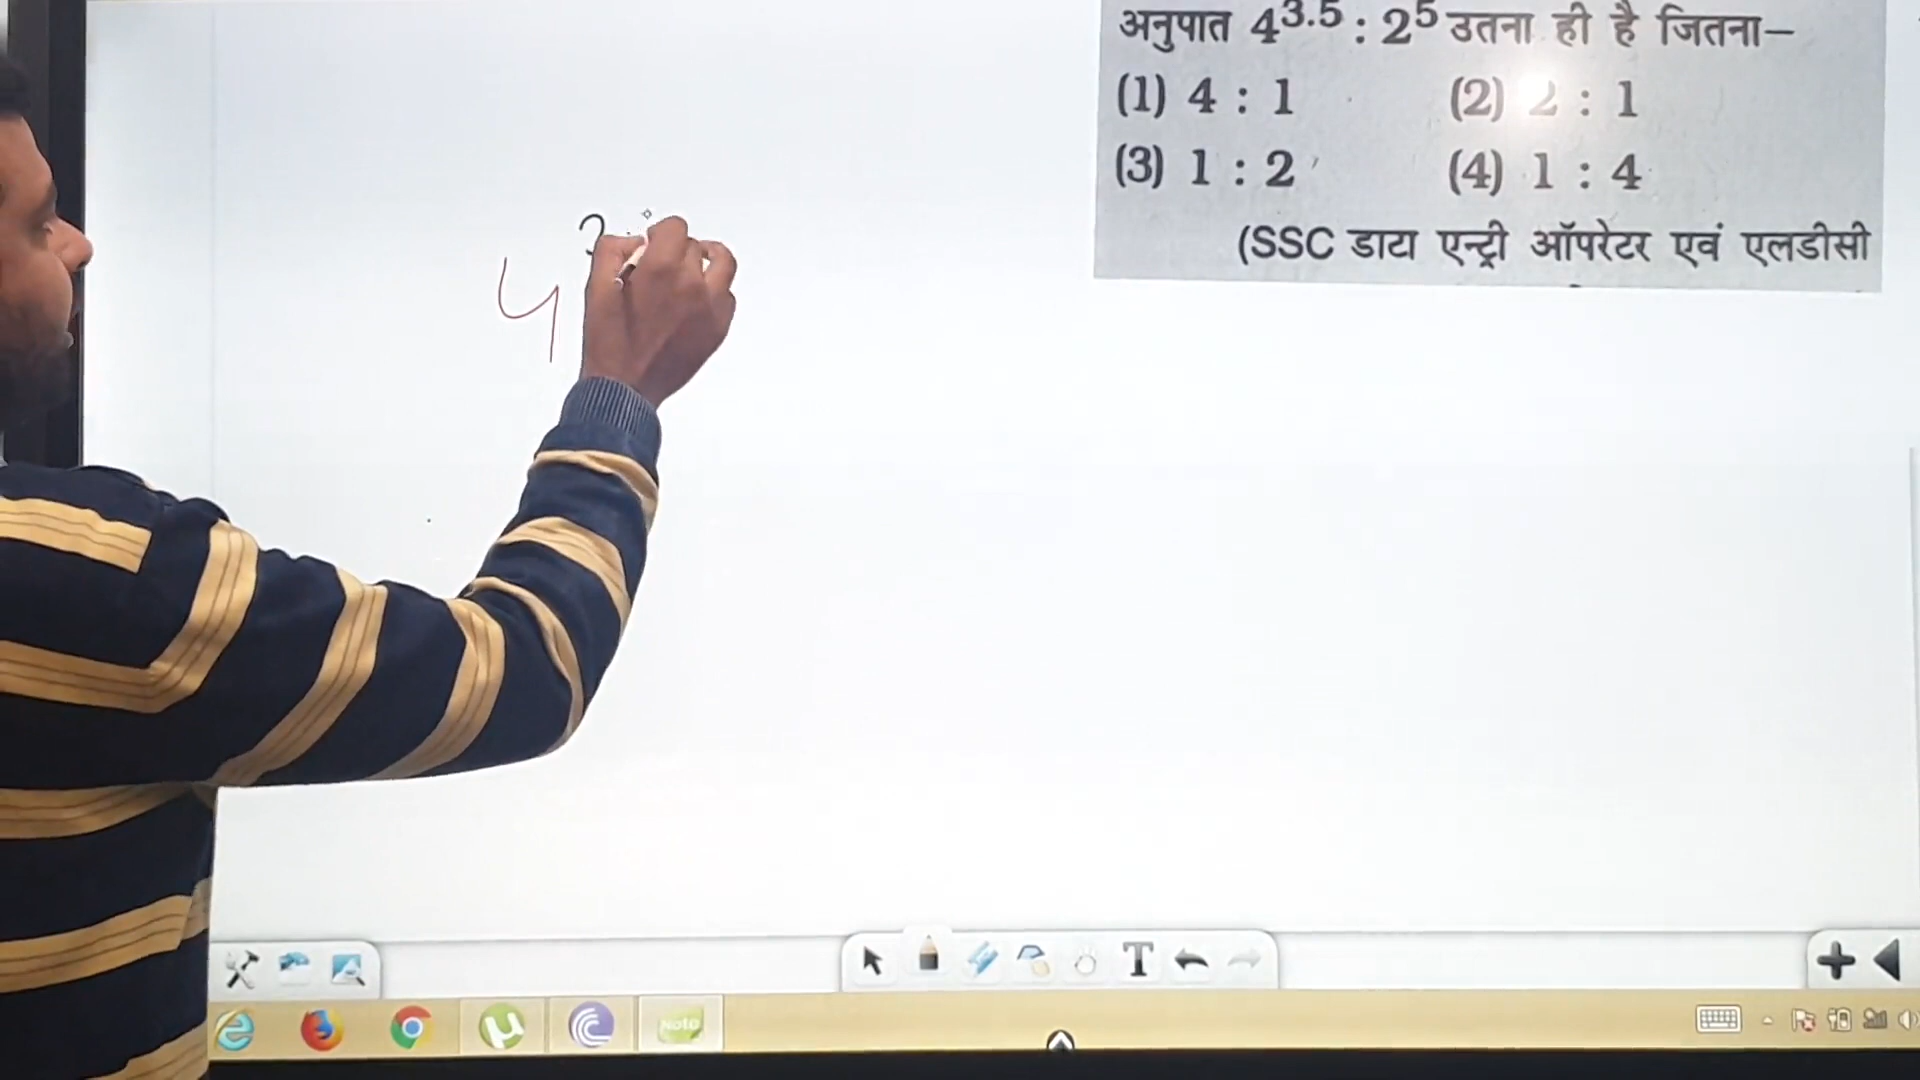 अनुपात 4^3.5 : 2^5 उतना ही है जितना–
(1) 4 : 1 (2) 2 : 1
(3) 1 : 2 (4) 1 : 4
(SSC डाटा एन्ट्री ऑपरेटर एवं एलडीसी
4
T
Note